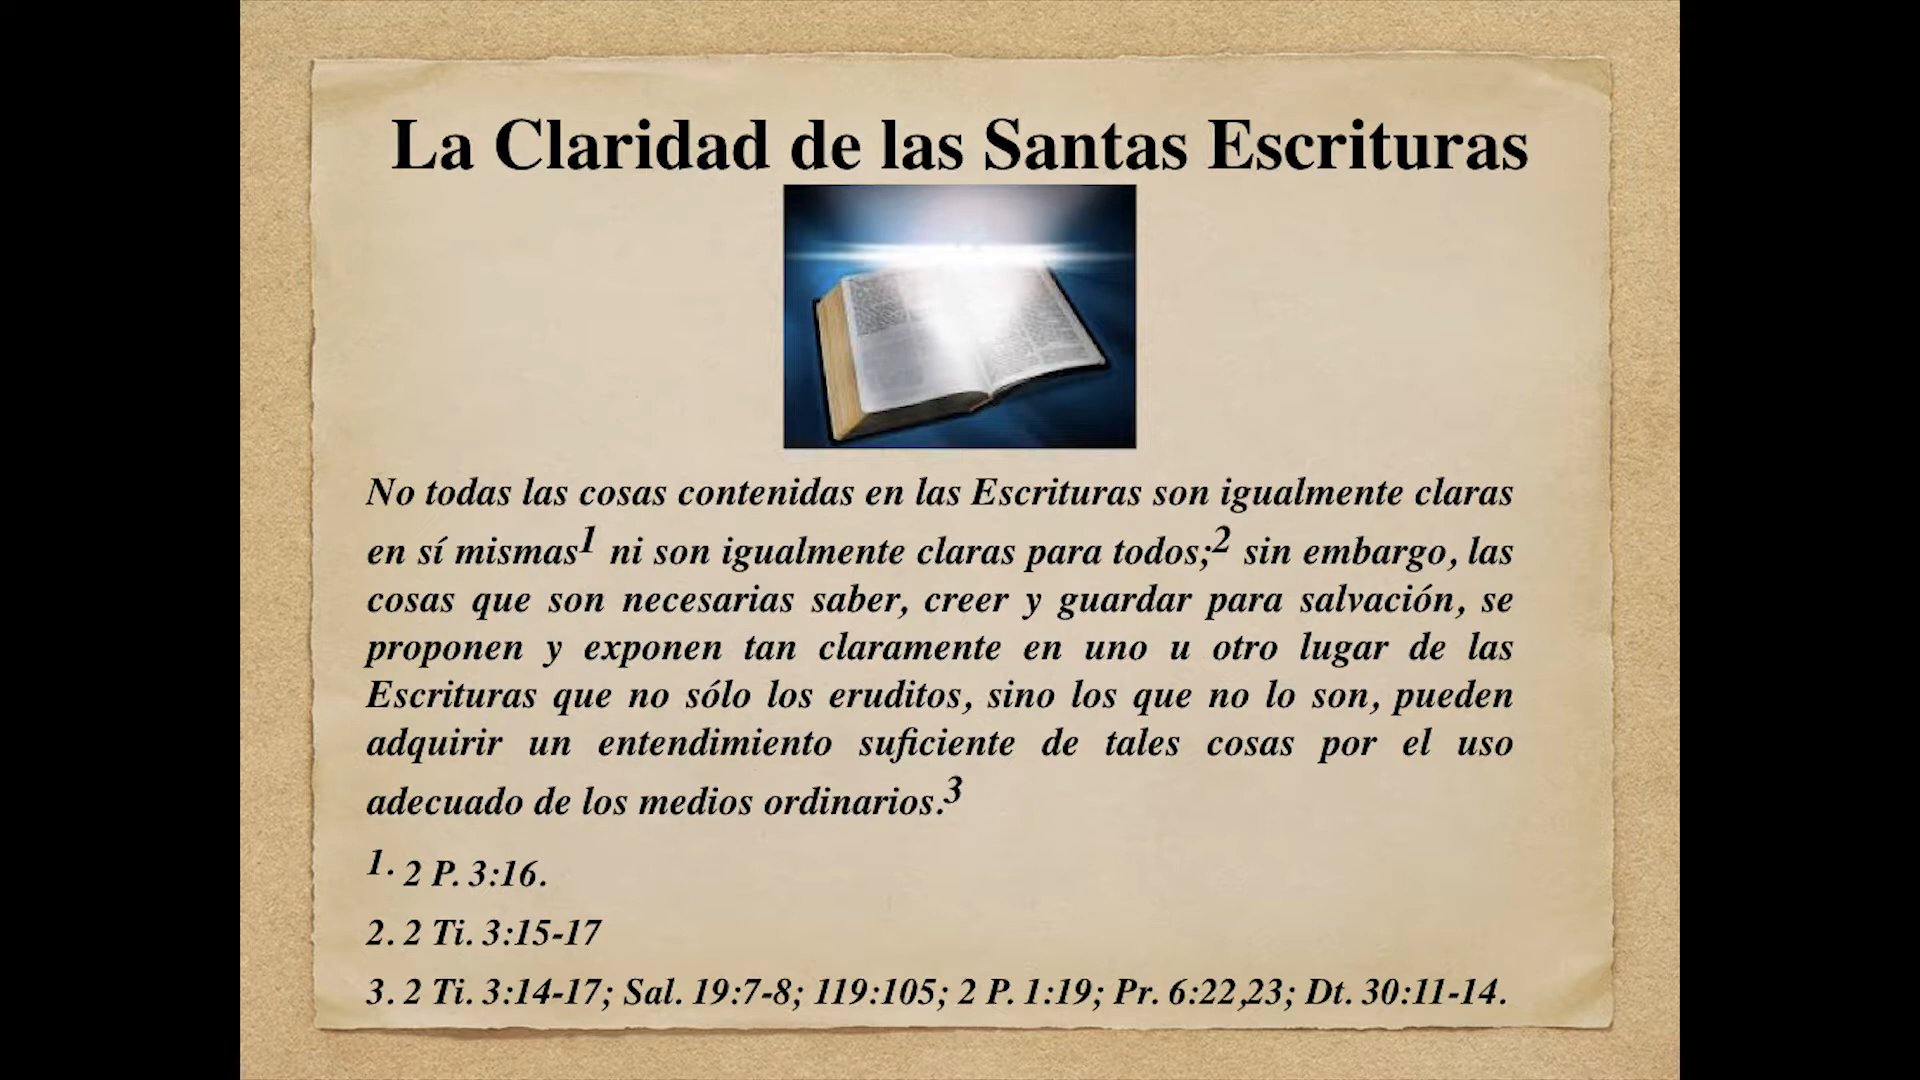 La Claridad de las Santas Escrituras
No todas las cosas contenidas en las Escrituras son igualmente claras
en sí mismas1 ni son igualmente claras para todos;2 sin embargo, las
cosas que son necesarias saber, creer y guardar para salvación, se
proponen y exponen tan claramente en uno u otro lugar de las
Escrituras que no sólo los eruditos, sino los que no lo son, pueden
adquirir un entendimiento suficiente de tales cosas por el uso
adecuado de los medios ordinarios.3
1. 2 P. 3:16.
2. 2 Ti. 3:15-17
3. 2 Ti. 3:14-17; Sal. 19:7-8; 119:105; 2 P. 1:19; Pr. 6:22,23; Dt. 30:11-14.